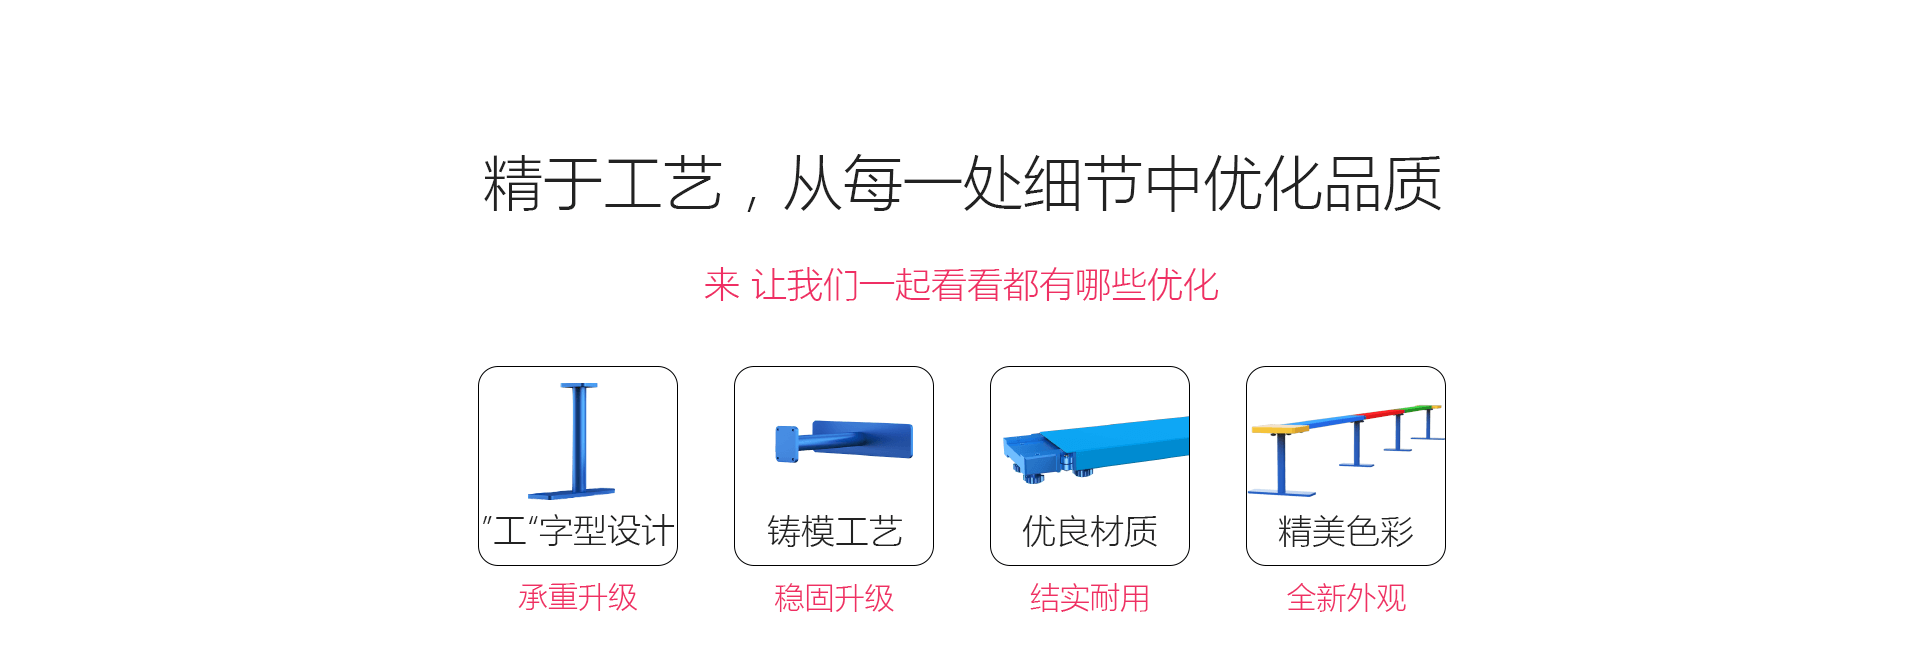 精于工艺，从每一处细节中优化品质
来 让我们一起看看都有哪些优化
”工“字型设计
铸模工艺
优良材质
精美色彩
承重升级
稳固升级
结实耐用
全新外观